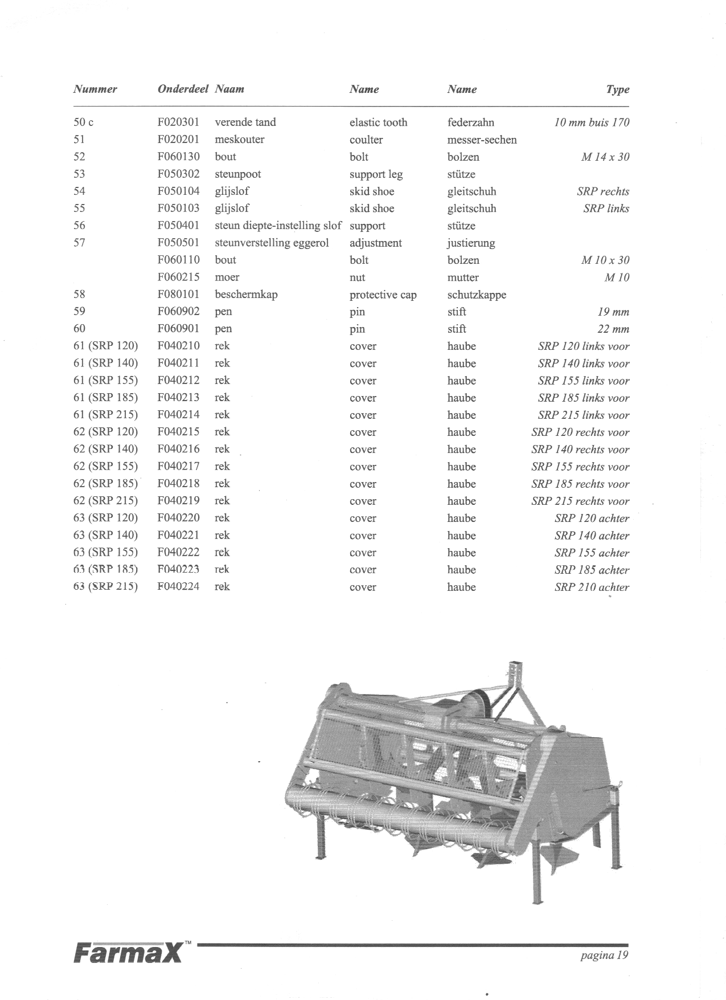 Nummer Onderdeel Naam Name Name Type
50 c F020301 verende tand elastic tooth federzahn 10 mm buis 170
51 F020201 meskouter coulter messer-sechen
52 F060130 bout bolt bolzen M 14 x 30
53 F050302 steunpoot support leg stütze
54 F050104 glijslof skid shoe gleitschuh SRP rechts
55 F050103 glijslof skid shoe gleitschuh SRP links
56 F050401 steun diepte-instelling slof support stütze
57 F050501 steunverstelling eggerol adjustment justierung
F060110 bout bolt bolzen M 10 x 30
F060215 moer nut mutter M 10
58 F080101 beschermkap protective cap schutzkappe
59 F060902 pen pin stift 19 mm
60 F060901 pen pin stift 22 mm
61 (SRP 120) F040210 rek cover haube SRP 120 links voor
61 (SRP 140) F040211 rek cover haube SRP 140 links voor
61 (SRP 155) F040212 rek cover haube SRP 155 links voor
61 (SRP 185) F040213 rek cover haube SRP 185 links voor
61 (SRP 215) F040214 rek cover haube SRP 215 links voor
62 (SRP 120) F040215 rek cover haube SRP 120 rechts voor
62 (SRP 140) F040216 rek cover haube SRP 140 rechts voor
62 (SRP 155) F040217 rek cover haube SRP 155 rechts voor
62 (SRP 185) F040218 rek cover haube SRP 185 rechts voor
62 (SRP 215) F040219 rek cover haube SRP 215 rechts voor
63 (SRP 120) F040220 rek cover haube SRP 120 achter
63 (SRP 140) F040221 rek cover haube SRP 140 achter
63 (SRP 155) F040222 rek cover haube SRP 155 achter
63 (SRP 185) F040223 rek cover haube SRP 185 achter
63 (SRP 215) F040224 rek cover haube SRP 210 achter
FarmaX™
pagina 19